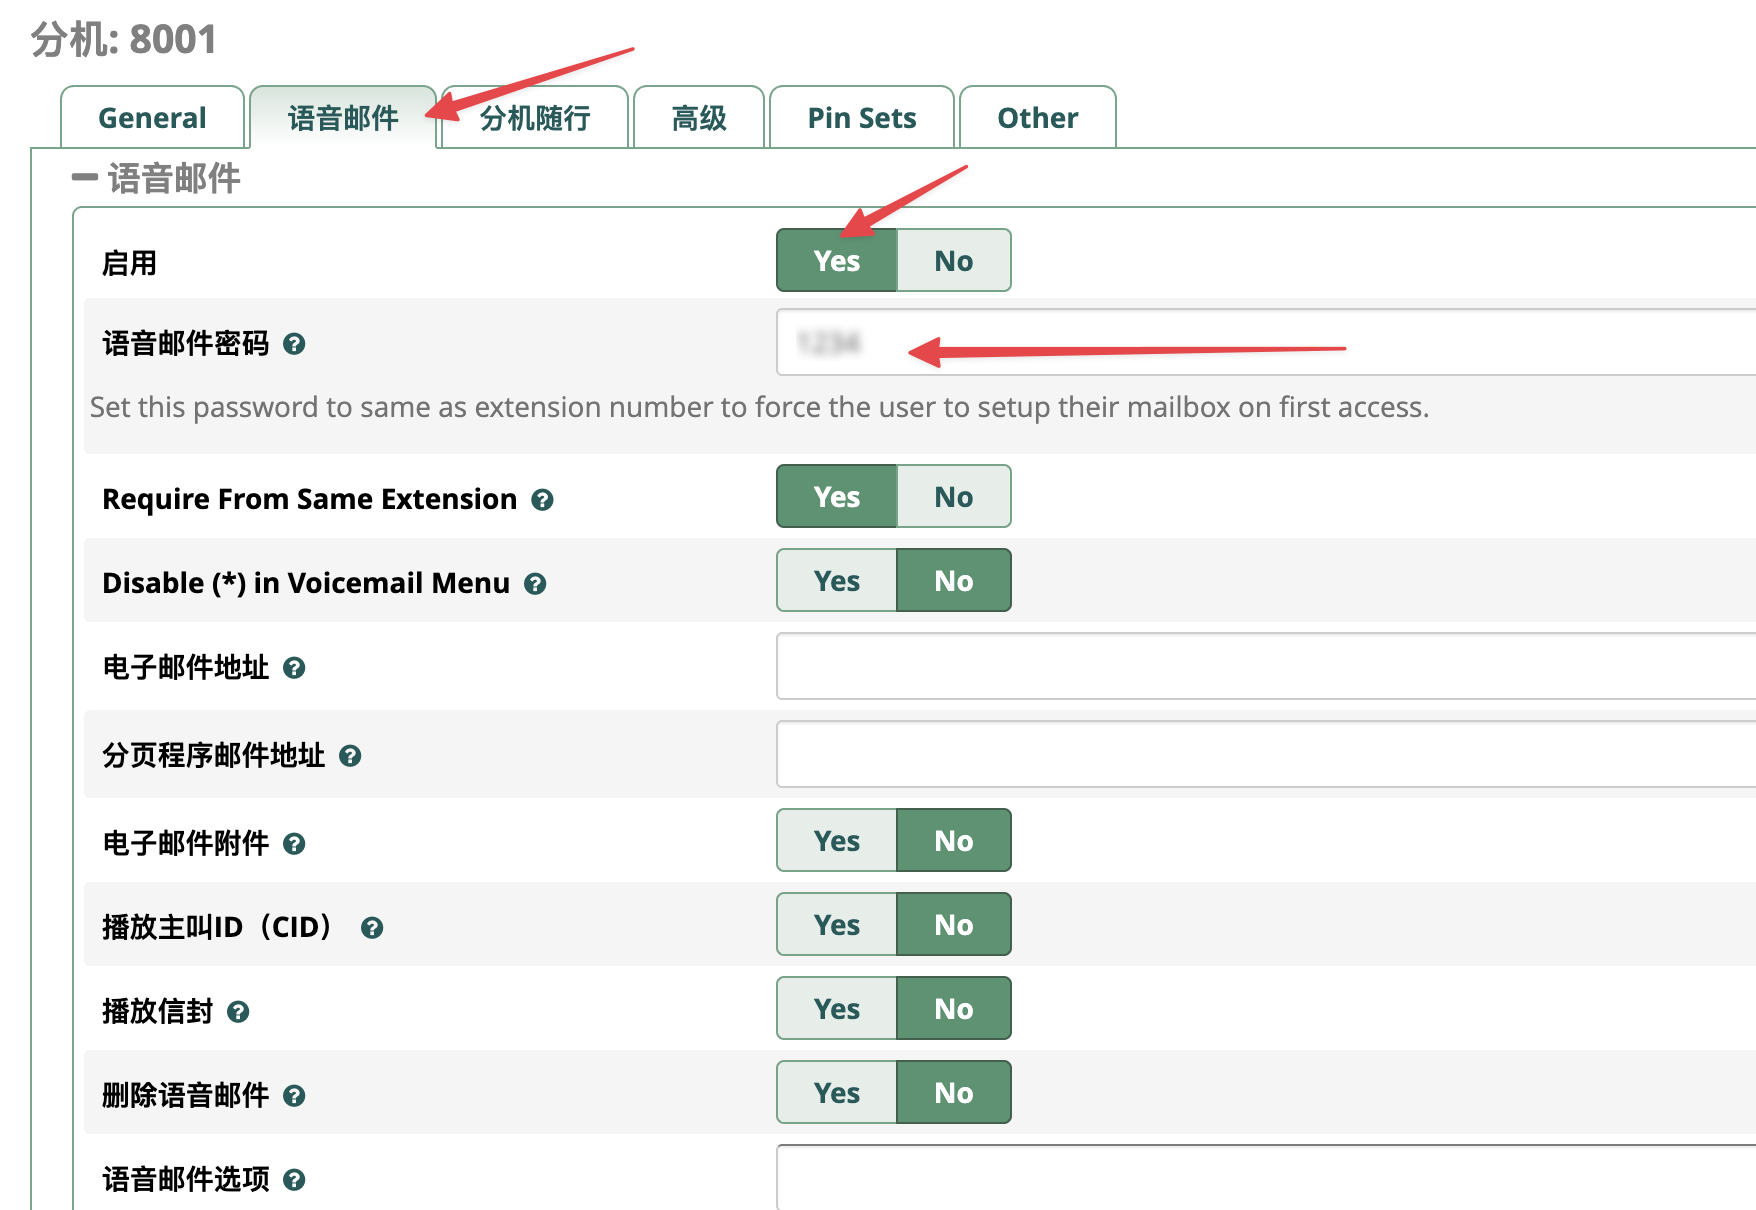 分机: 8001
General 语音邮件 分机随行 高级 Pin Sets Other
语音邮件
启用 Yes No
语音邮件密码
Set this password to same as extension number to force the user to setup their mailbox on first access.
Require From Same Extension Yes No
Disable (*) in Voicemail Menu Yes No
电子邮件地址
分页程序邮件地址
电子邮件附件 Yes No
播放主叫ID（CID） Yes No
播放信封 Yes No
删除语音邮件 Yes No
语音邮件选项